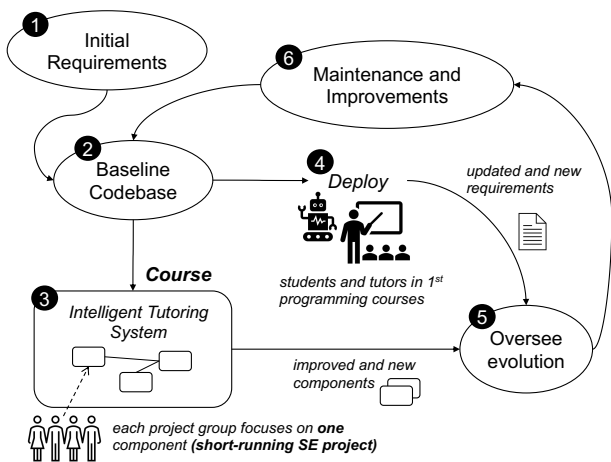 1
Initial
Requirements
6
Maintenance and
Improvements
2
Baseline
Codebase
4
Deploy
updated and new
requirements
students and tutors in 1st
programming courses
Course
3
Intelligent Tutoring
System
5
Oversee
evolution
improved and new
components
each project group focuses on one
component (short-running SE project)